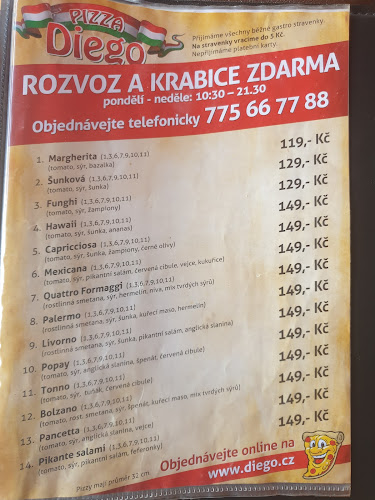 PIZZA
Diego
Přijímáme všechny běžné gastro stravenky.
Na stravenky vracíme do 5 Kč.
Nepřijímáme platební karty.
ROZVOZ A KRABICE ZDARMA
pondělí - neděle: 10:30 – 21.30
Objednávejte telefonicky 775 66 77 88
1. Margherita (1,3,6,7,9,10,11) 119,- Kč
(tomato, sýr, bazalka)
2. Šunková (1,3,6,7,9,10,11) 129,- Kč
(tomato, sýr, šunka)
3. Funghi (1,3,6,7,9,10,11) 129,- Kč
(tomato, sýr, žampiony)
4. Hawaii (1,3,6,7,9,10,11) 149,- Kč
(tomato, sýr, šunka, ananas)
5. Capricciosa (1,3,6,7,9,10,11) 149,- Kč
(tomato, sýr, šunka, žampiony, černé olivy)
6. Mexicana (1,3,6,7,9,10,11) 149,- Kč
(tomato, sýr, pikantní salám, červená cibule, vejce, kukuřice)
7. Quattro Formaggi (1,3,6,7,9,10,11) 149,- Kč
(rostlinná smetana, sýr, hermelín, niva, mix tvrdých sýrů)
8. Palermo (1,3,6,7,9,10,11) 149,- Kč
(rostlinná smetana, sýr, šunka, kuřecí maso, hermelín)
9. Livorno (1,3,6,7,9,10,11) 149,- Kč
(rostlinná smetana, sýr, šunka, pikantní salám, anglická slanina)
10. Popay (1,3,6,7,9,10,11) 149,- Kč
(tomato, sýr, anglická slanina, špenát, červená cibule)
11. Tonno (1,3,4,6,7,9,10,11) 149,- Kč
(tomato, sýr, tuňák, červená cibule)
12. Bolzano (1,3,6,7,9,10,11) 149,- Kč
(tomato, rost. smetana, sýr, špenát, kuřecí maso, mix tvrdých sýrů)
13. Pancetta (1,3,6,7,9,10,11) 149,- Kč
(tomato, sýr, anglická slanina, vejce)
14. Pikante salami (1,3,6,7,9,10,11) 149,- Kč
(tomato, sýr, pikantní salám, feferonky)
Pizzy mají průměr 31 cm.
Objednávejte online na
www.diego.cz